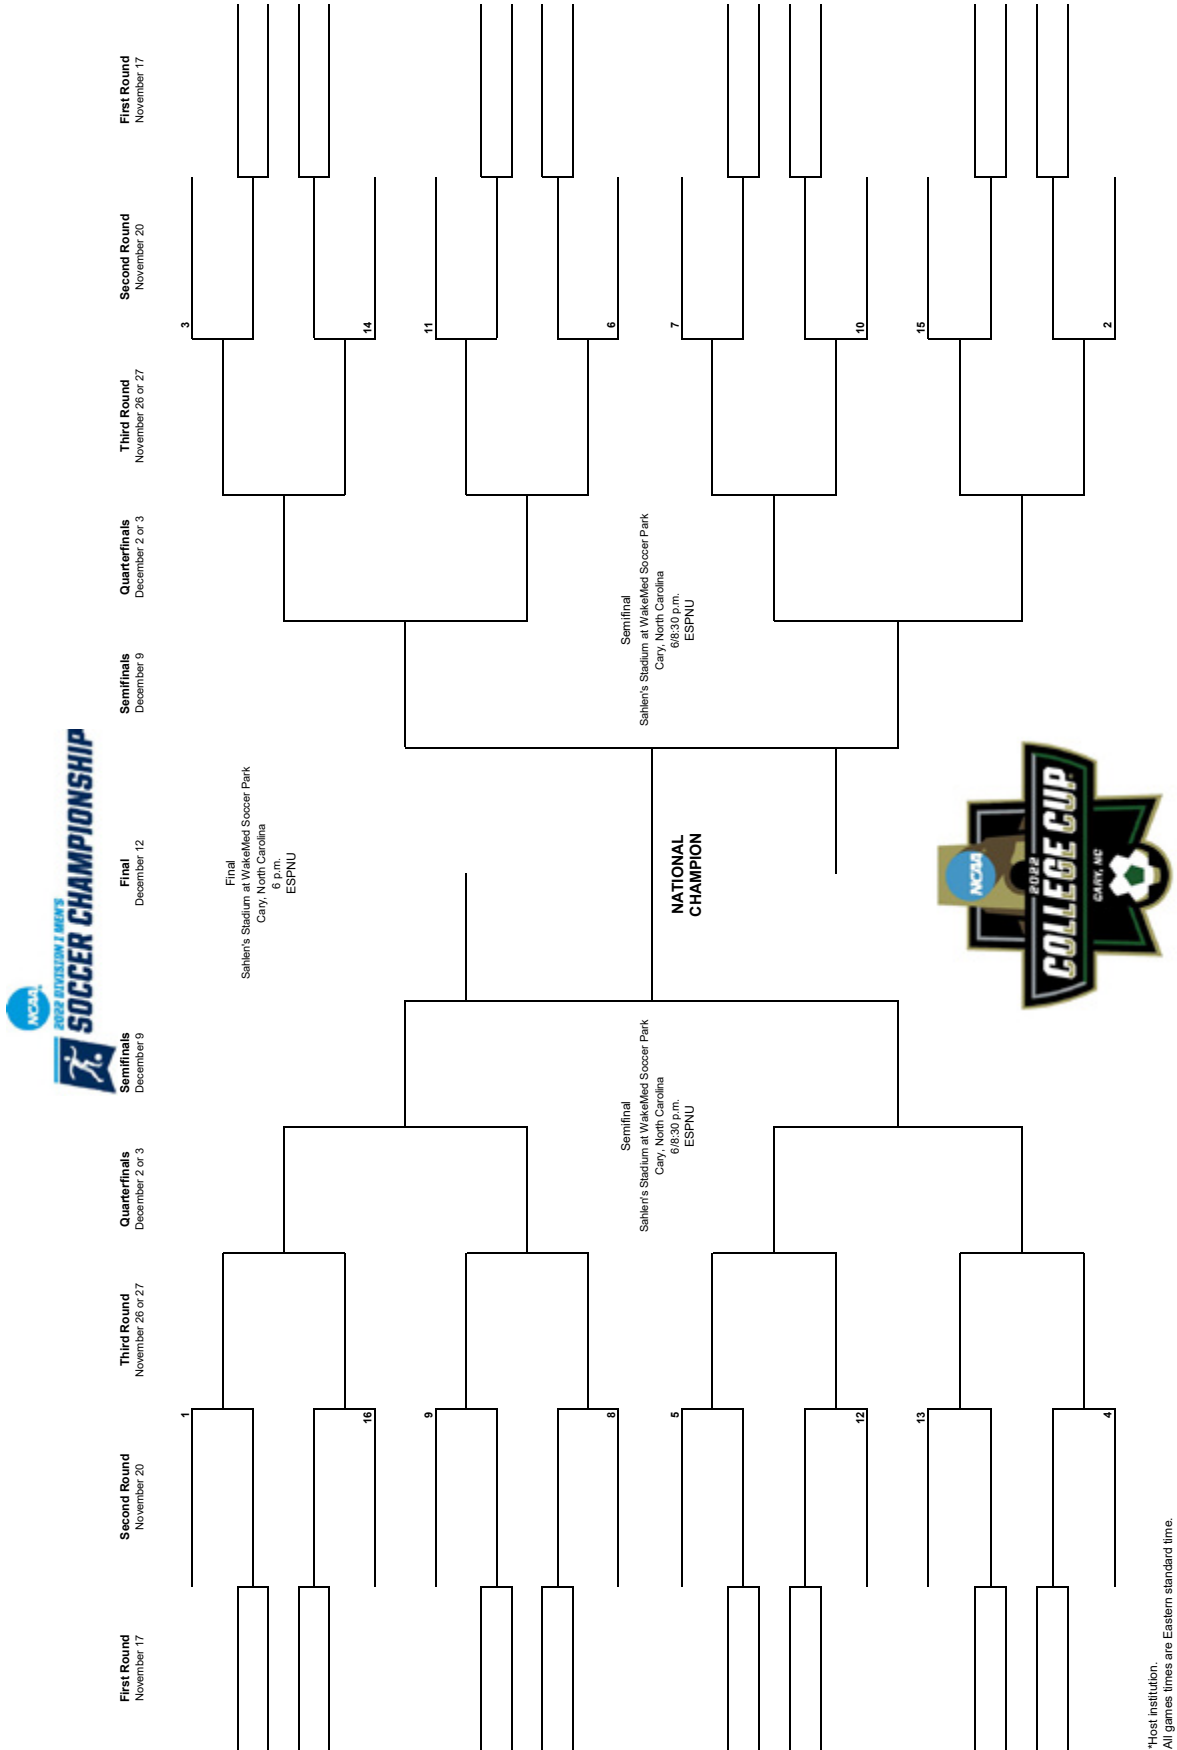 NCAA
2022 DIVISION I MEN'S
SOCCER CHAMPIONSHIP
First Round
November 17
Second Round
November 20
Third Round
November 26 or 27
Quarterfinals
December 2 or 3
Semifinals
December 9
Final
December 12
Semifinals
December 9
Quarterfinals
December 2 or 3
Third Round
November 26 or 27
Second Round
November 20
First Round
November 17
1
16
9
8
5
12
13
4
3
14
11
6
7
10
15
2
Final
Sahlen's Stadium at WakeMed Soccer Park
Cary, North Carolina
6 p.m.
ESPNU
Semifinal
Sahlen's Stadium at WakeMed Soccer Park
Cary, North Carolina
6/8:30 p.m.
ESPNU
Semifinal
Sahlen's Stadium at WakeMed Soccer Park
Cary, North Carolina
6/8:30 p.m.
ESPNU
NATIONAL
CHAMPION
NCAA
2022
COLLEGE CUP
CARY, NC
*Host institution.
All games times are Eastern standard time.